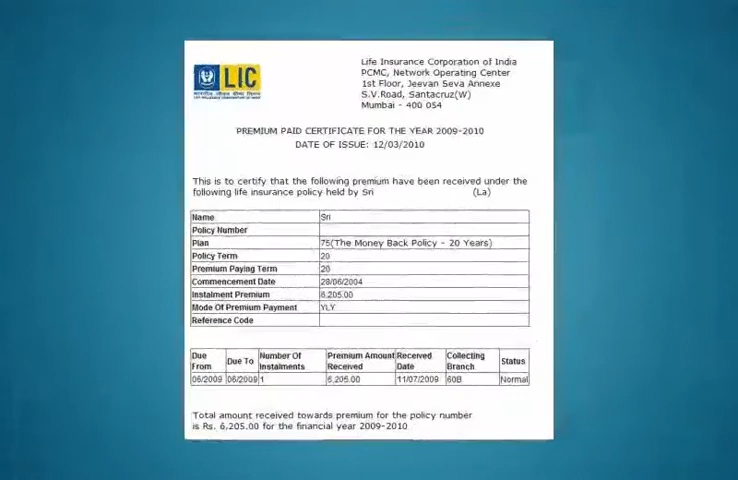 LIC
Life Insurance Corporation of India
PCMC, Network Operating Center
1st Floor, Jeevan Seva Annexe
S.V.Road, Santacruz(W)
Mumbai - 400 054
PREMIUM PAID CERTIFICATE FOR THE YEAR 2009-2010
DATE OF ISSUE: 12/03/2010
This is to certify that the following premium have been received under the
following life insurance policy held by Sri (La)
Name Sri
Policy Number
Plan 75(The Money Back Policy - 20 Years)
Policy Term 20
Premium Paying Term 20
Commencement Date 28/06/2004
Instalment Premium 6,205.00
Mode Of Premium Payment YLY
Reference Code
Due From Due To Number Of Instalments Premium Amount Received Received Date Collecting Branch Status
06/2009 06/2009 1 6,205.00 11/07/2009 60B Normal
Total amount received towards premium for the policy number
is Rs. 6,205.00 for the financial year 2009-2010